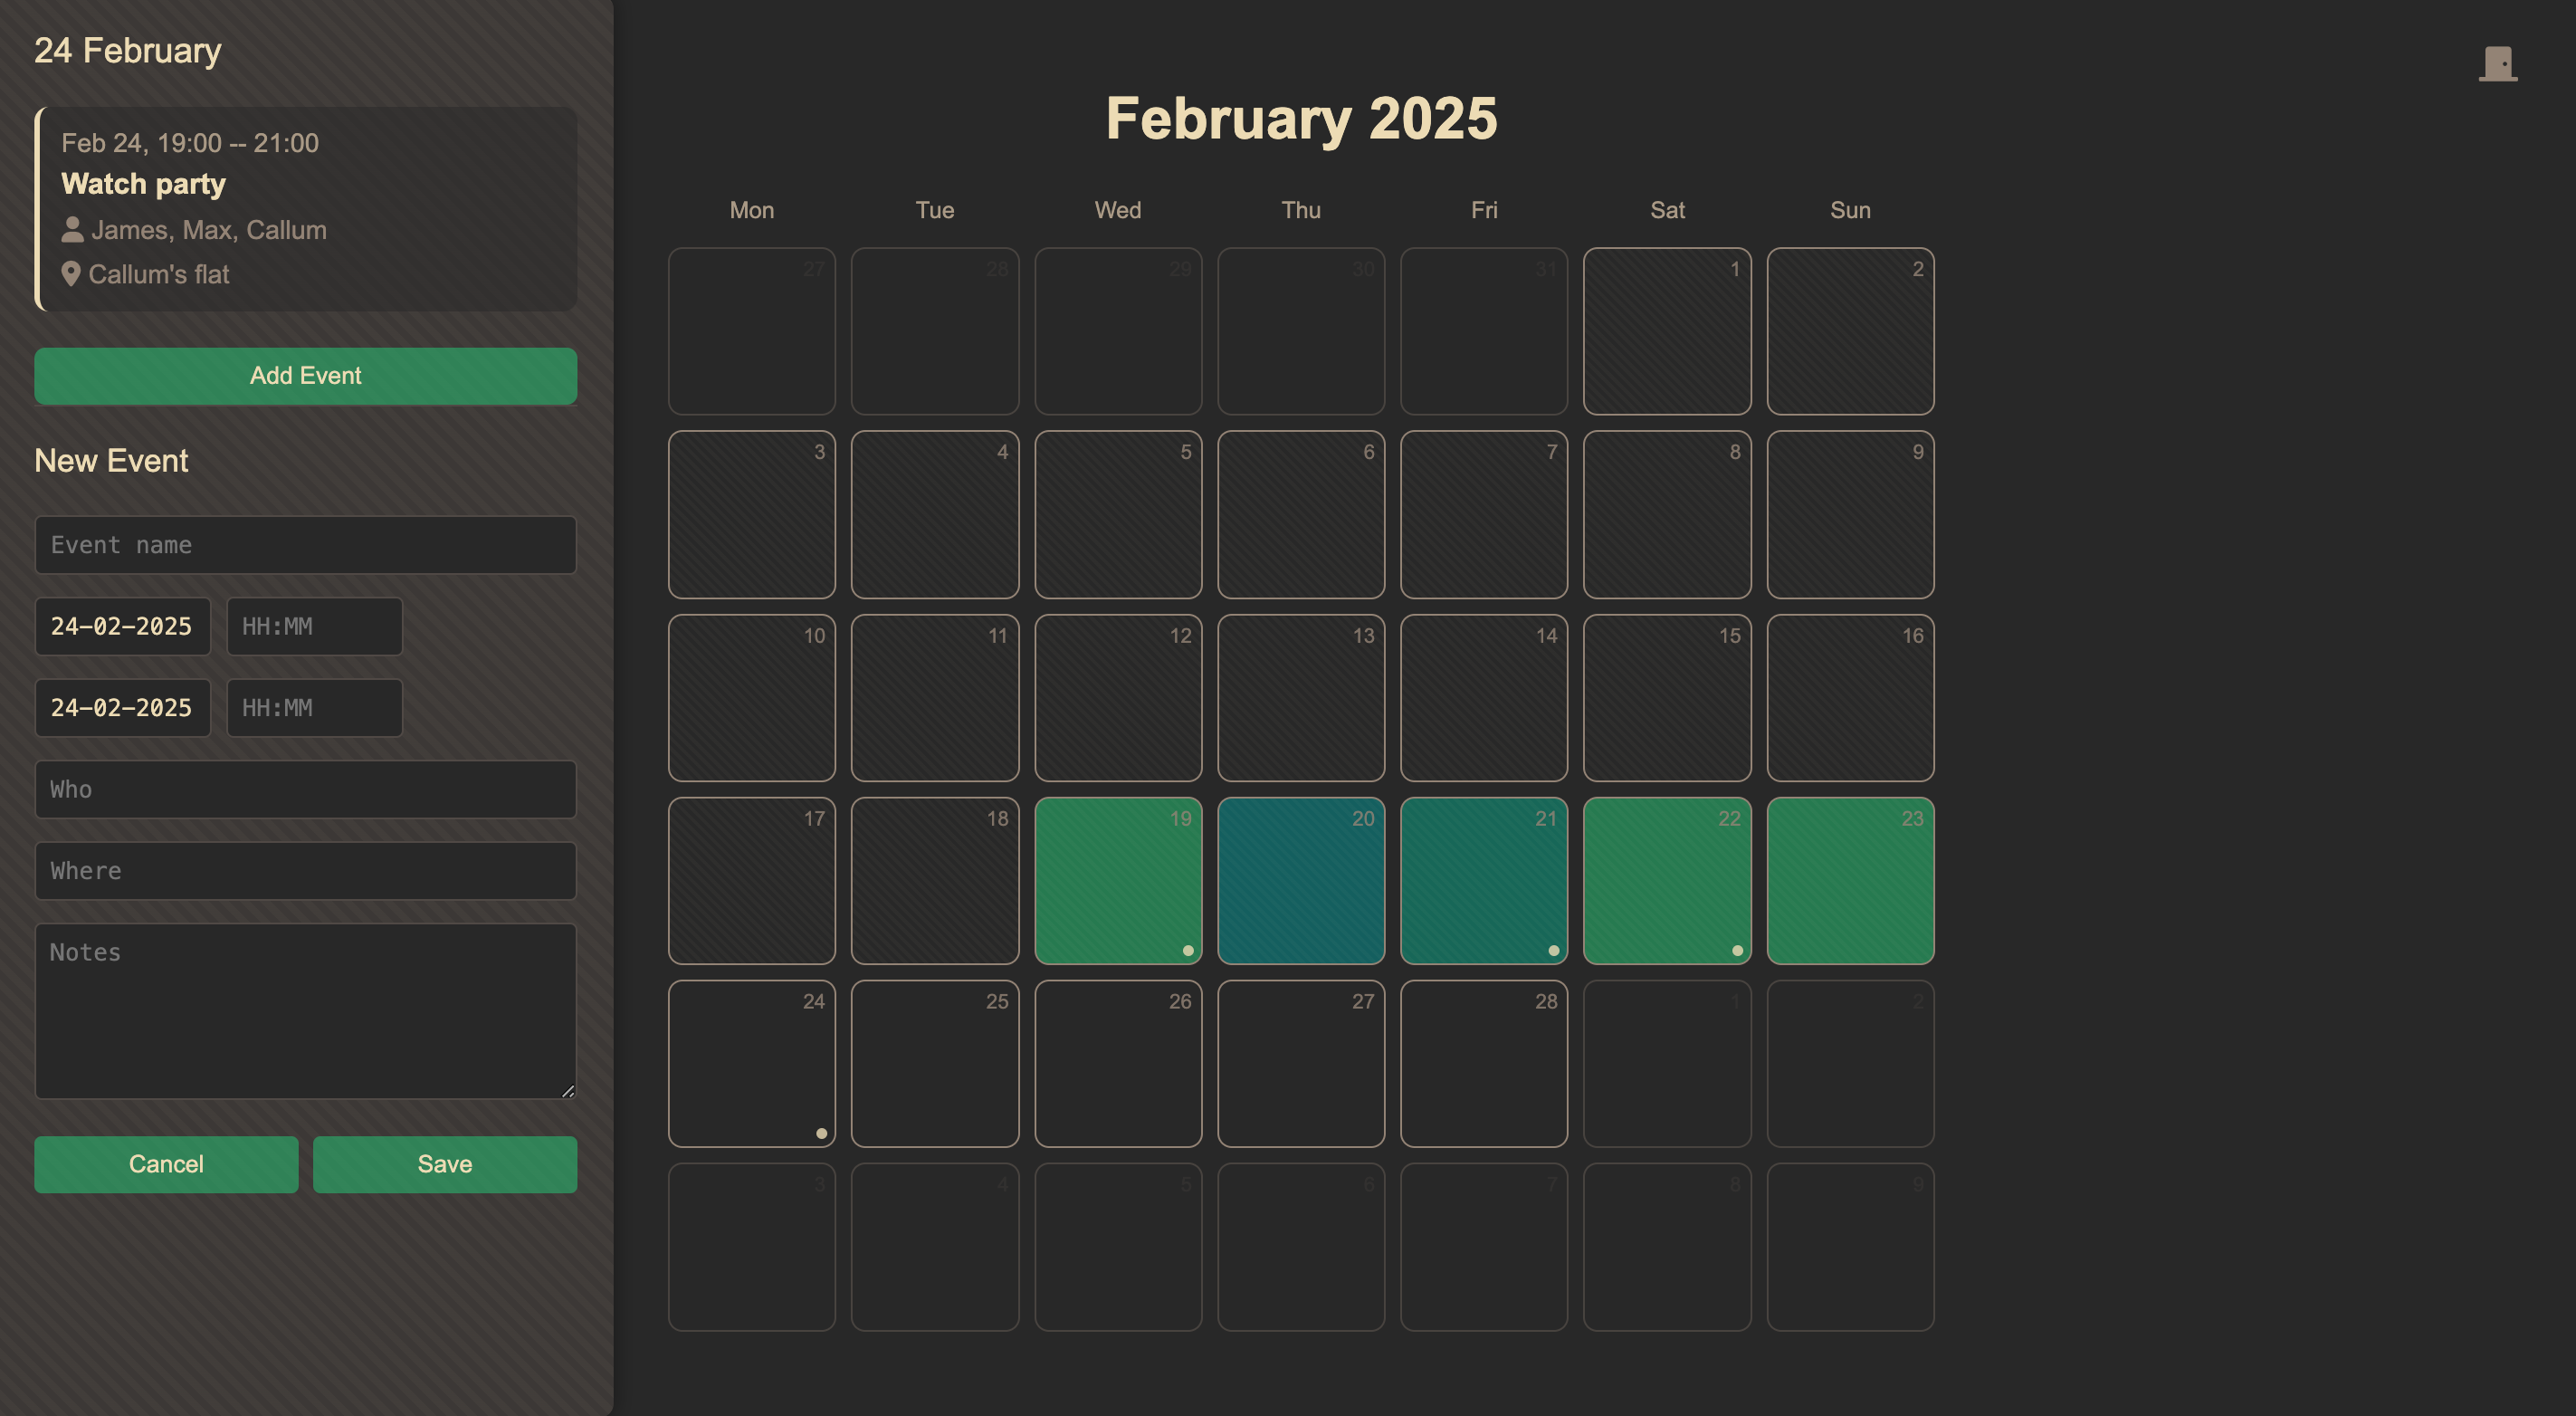 24 February
Feb 24, 19:00 -- 21:00
Watch party
James, Max, Callum
Callum's flat
Add Event
New Event
Event name
24-02-2025 HH:MM
24-02-2025 HH:MM
Who
Where
Notes
Cancel Save
February 2025
Mon Tue Wed Thu Fri Sat Sun
27 28 29 30 31 1 2
3 4 5 6 7 8 9
10 11 12 13 14 15 16
17 18 19 20 21 22 23
24 25 26 27 28 1 2
3 4 5 6 7 8 9